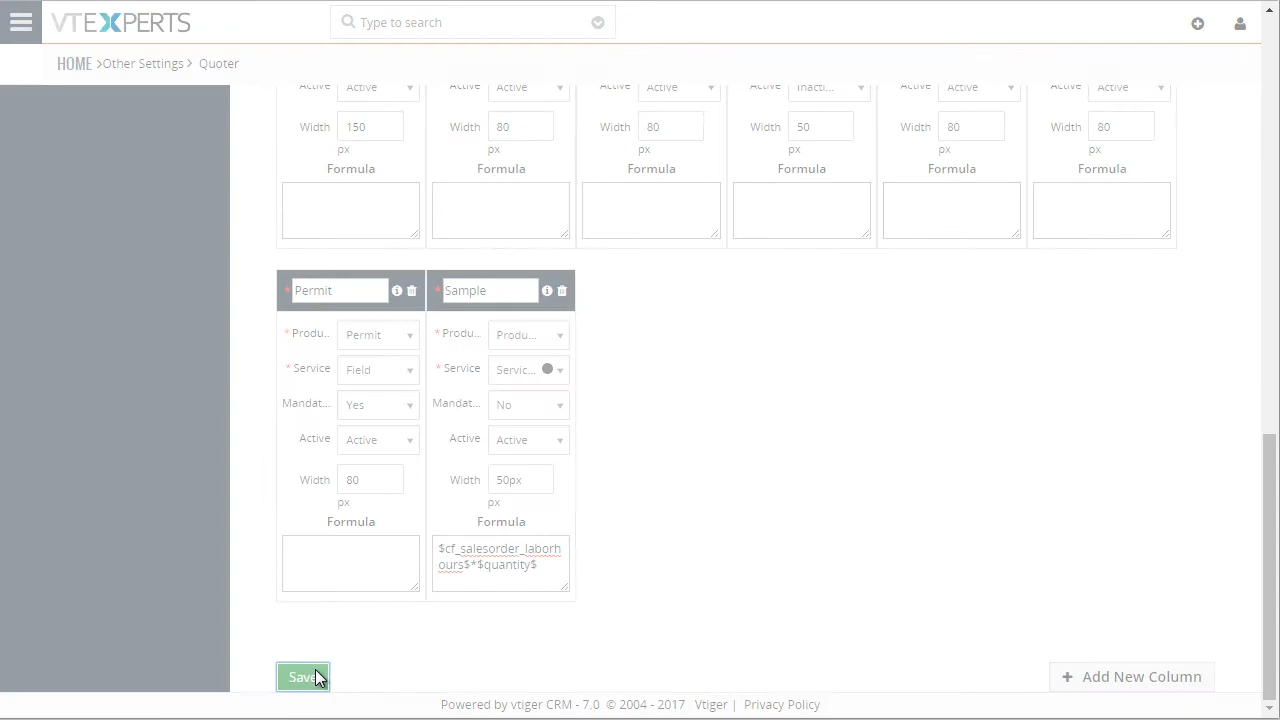 VTEXPERTS
Type to search
HOME >Other Settings > Quoter
Active Active Active Active Active Active Active Inacti... Active Active Active Active
Width 150 Width 80 Width 80 Width 50 Width 80 Width 80
px px px px px px
Formula Formula Formula Formula Formula Formula
* Permit * Sample
* Produ.. Permit * Produ... Produ...
* Service Field * Service Servic...
Mandat... Yes Mandat... No
Active Active Active Active
Width 80 Width 50px
px px
Formula Formula
$cf_salesorder_laborh
ours$*$quantity$
Save + Add New Column
Powered by vtiger CRM - 7.0 © 2004 - 2017 Vtiger | Privacy Policy